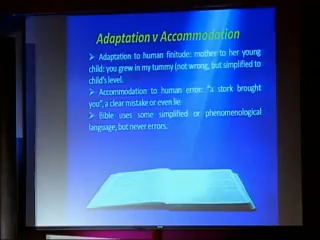 Adaptation v Accommodation
➢ Adaptation to human finitude: mother to her young
child: you grew in my tummy (not wrong, but simplified to
child's level.
➢ Accommodation to human error: "a stork brought
you", a clear mistake or even lie
➢ Bible uses some simplified or phenomenological
language, but never errors.